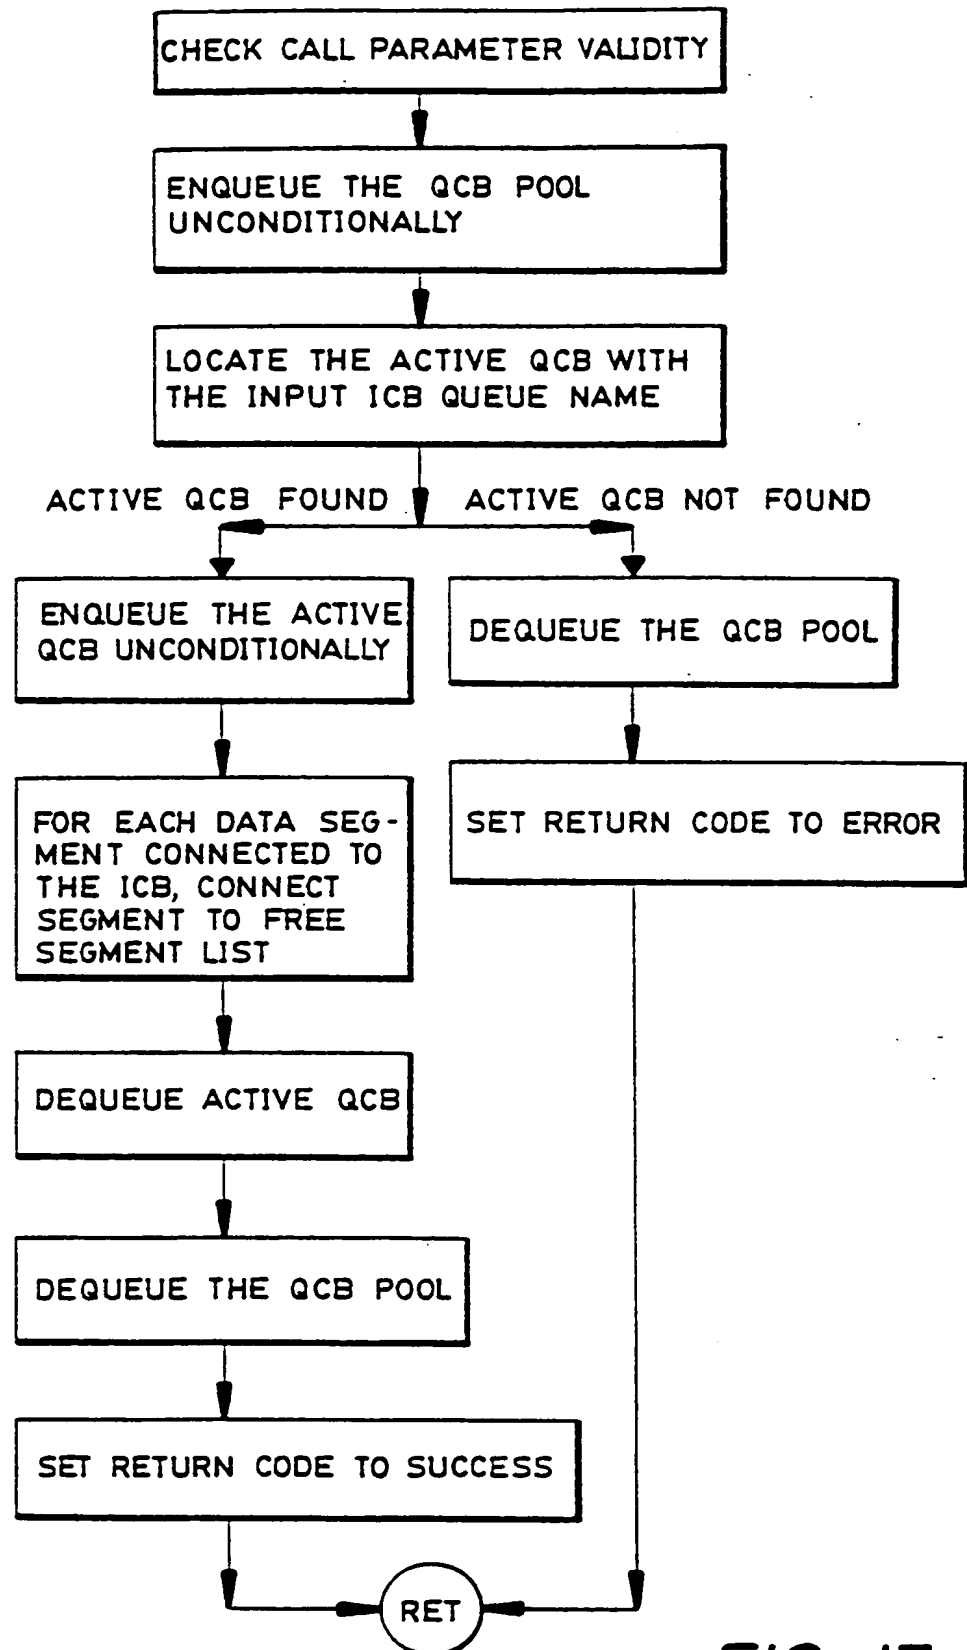 CHECK CALL PARAMETER VALIDITY
ENQUEUE THE QCB POOL
UNCONDITIONALLY
LOCATE THE ACTIVE QCB WITH
THE INPUT ICB QUEUE NAME
ACTIVE QCB FOUND
ACTIVE QCB NOT FOUND
ENQUEUE THE ACTIVE
QCB UNCONDITIONALLY
DEQUEUE THE QCB POOL
FOR EACH DATA SEG-
MENT CONNECTED TO
THE ICB, CONNECT
SEGMENT TO FREE
SEGMENT LIST
SET RETURN CODE TO ERROR
DEQUEUE ACTIVE QCB
DEQUEUE THE QCB POOL
SET RETURN CODE TO SUCCESS
RET